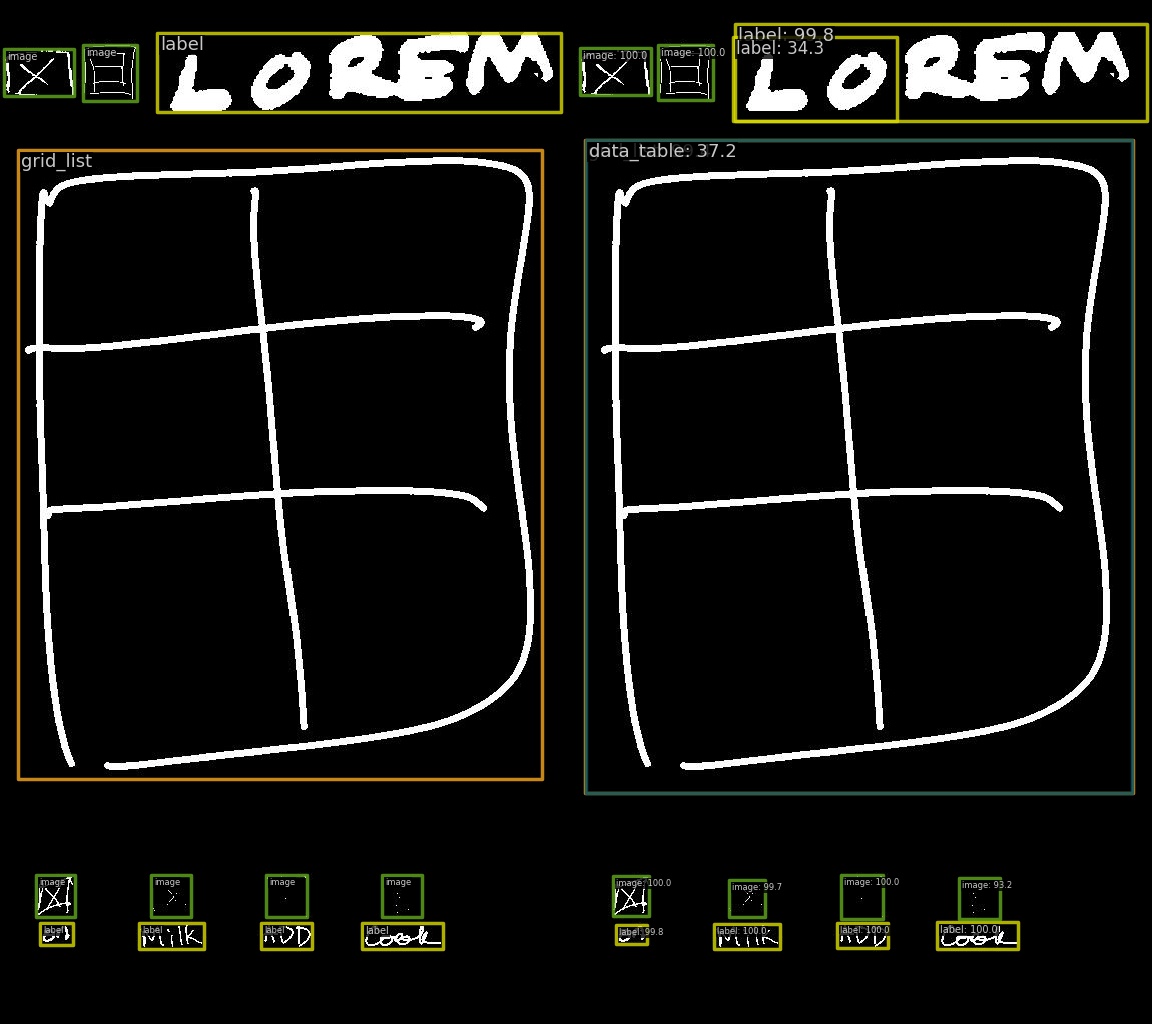 image image label LOREM image: 100.0 image: 100.0 label: 99.8 label: 34.3 LOREM
grid_list data_table: 37.2
image image image image image: 100.0 99.7 image: 100.0 image: 93.2
label label label label label: 99.8 label: 100.0 label: 100.0 label: 100.0
Milk Cook Milk Cook